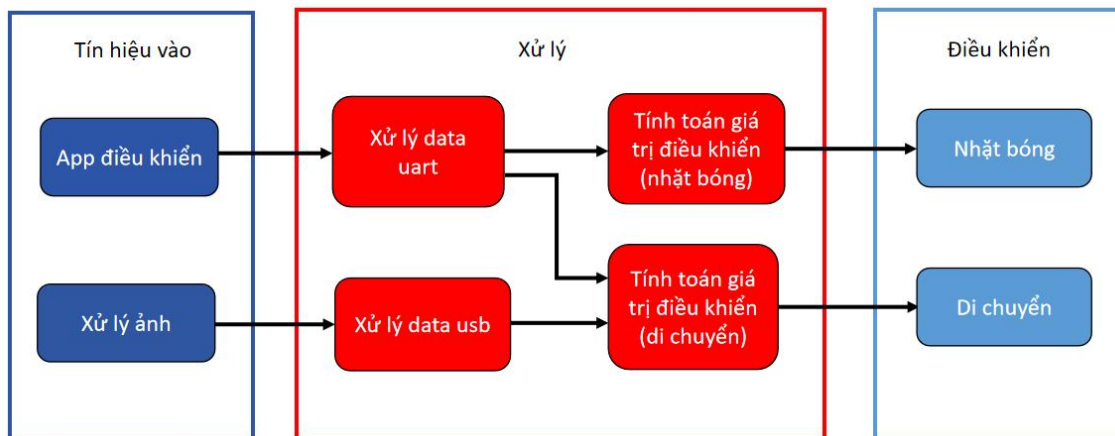 Tín hiệu vào
Xử lý
Điều khiển
App điều khiển
Xử lý data
uart
Tính toán giá
trị điều khiển
(nhặt bóng)
Nhặt bóng
Xử lý ảnh
Xử lý data usb
Tính toán giá
trị điều khiển
(di chuyển)
Di chuyển